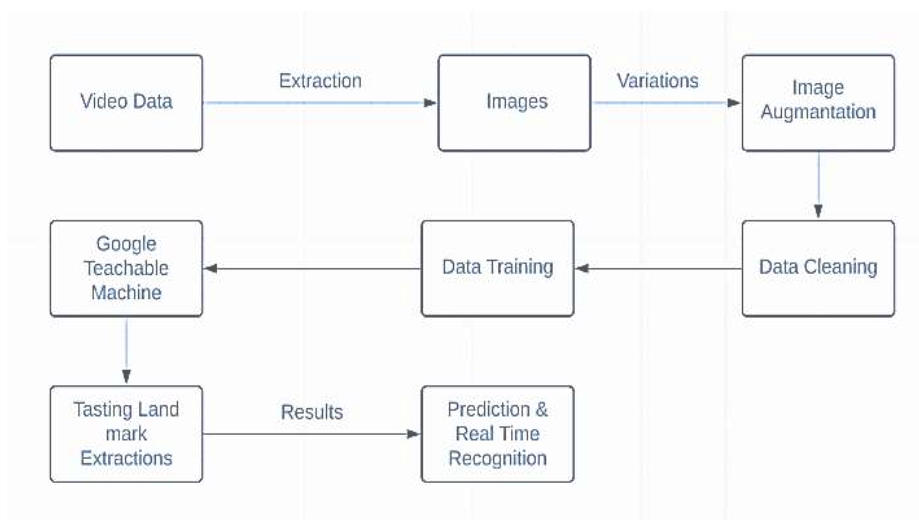 Video Data
Extraction
Images
Variations
Image
Augmantation
Google
Teachable
Machine
Data Training
Data Cleaning
Tasting Land
mark
Extractions
Results
Prediction &
Real Time
Recognition